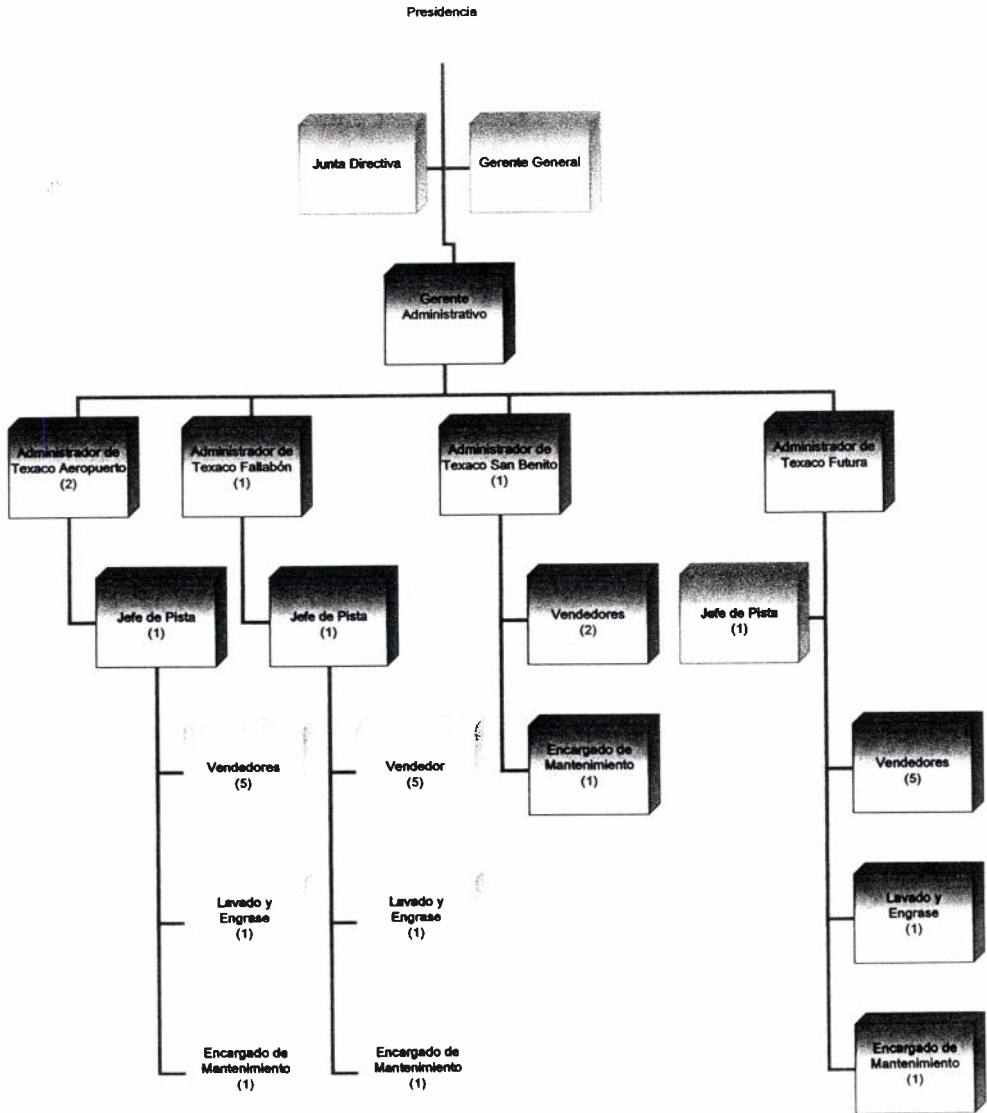 Presidencia
Junta Directiva
Gerente General
Gerente
Administrativo
Administrador de
Texaco Aeropuerto
(2)
Administrador de
Texaco Fallabón
(1)
Administrador de
Texaco San Benito
(1)
Administrador de
Texaco Futura
Jefe de Pista
(1)
Jefe de Pista
(1)
Vendedores
(2)
Jefe de Pista
(1)
Vendedores
(5)
Vendedor
(5)
Encargado de
Mantenimiento
(1)
Vendedores
(5)
Lavado y
Engrase
(1)
Lavado y
Engrase
(1)
Lavado y
Engrase
(1)
Encargado de
Mantenimiento
(1)
Encargado de
Mantenimiento
(1)
Encargado de
Mantenimiento
(1)